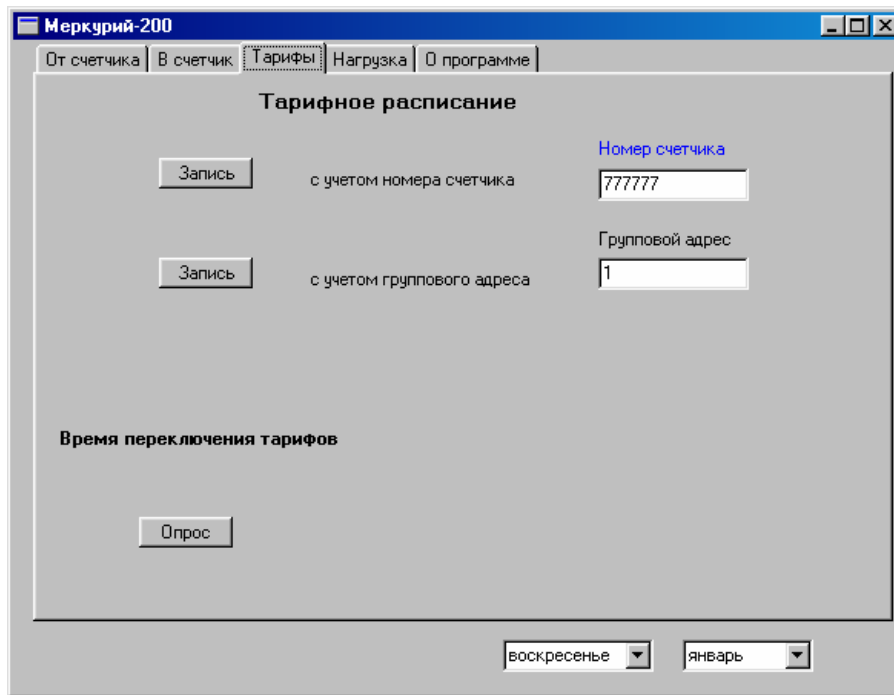 Меркурий-200
От счетчика В счетчик Тарифы Нагрузка О программе
Тарифное расписание
Номер счетчика
Запись с учетом номера счетчика 777777
Групповой адрес
Запись с учетом группового адреса 1
Время переключения тарифов
Опрос
воскресенье январь